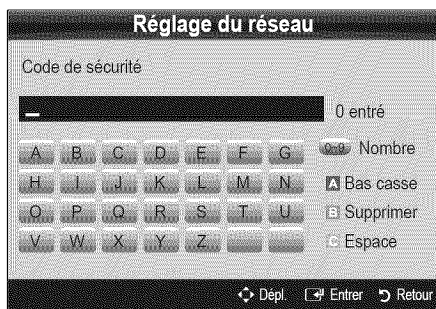 Réglage du réseau
Code de sécurité
0 entré
A B C D E F G
0~9 Nombre
H I J K L M N
A Bas casse
O P Q R S T U
B Supprimer
V W X Y Z
C Espace
Dépl. Entrer Retour